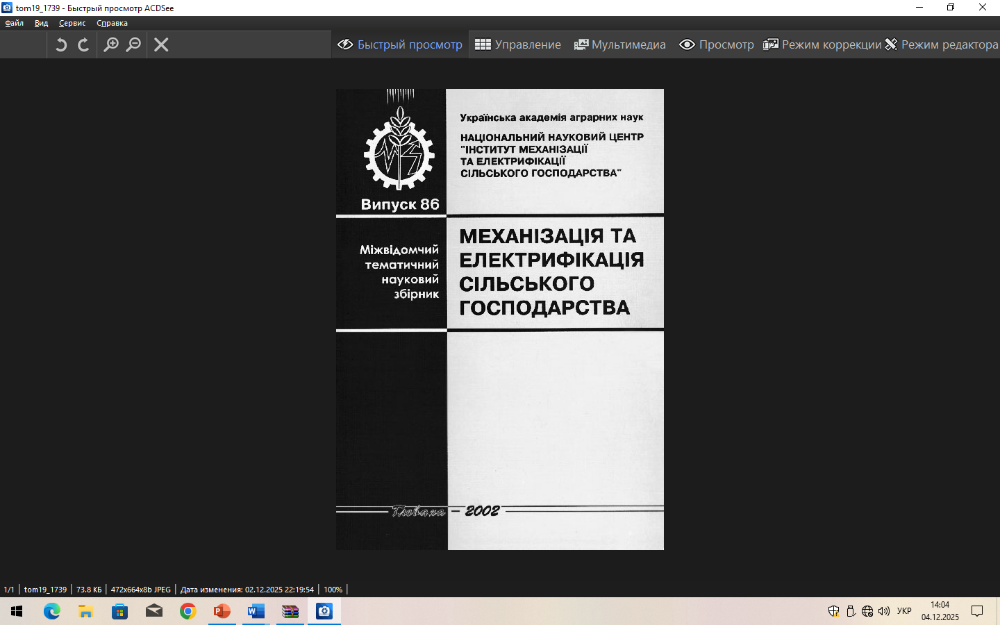 tom19_1739 - Быстрый просмотр ACDSee
Файл Вид Сервис Справка
Быстрый просмотр Управление Мультимедиа Просмотр Режим коррекции Режим редактора
Українська академія аграрних наук
НАЦІОНАЛЬНИЙ НАУКОВИЙ ЦЕНТР
"ІНСТИТУТ МЕХАНІЗАЦІЇ
ТА ЕЛЕКТРИФІКАЦІЇ
СІЛЬСЬКОГО ГОСПОДАРСТВА"
Випуск 86
МЕХАНІЗАЦІЯ ТА
ЕЛЕКТРИФІКАЦІЯ
СІЛЬСЬКОГО
ГОСПОДАРСТВА
Міжвідомчий
тематичний
науковий
збірник
Глеваха – 2002
1/1 tom19_1739 73.8 КБ 472x664x8b JPEG Дата изменения: 02.12.2025 22:19:54 100%
УКР
14:04
04.12.2025